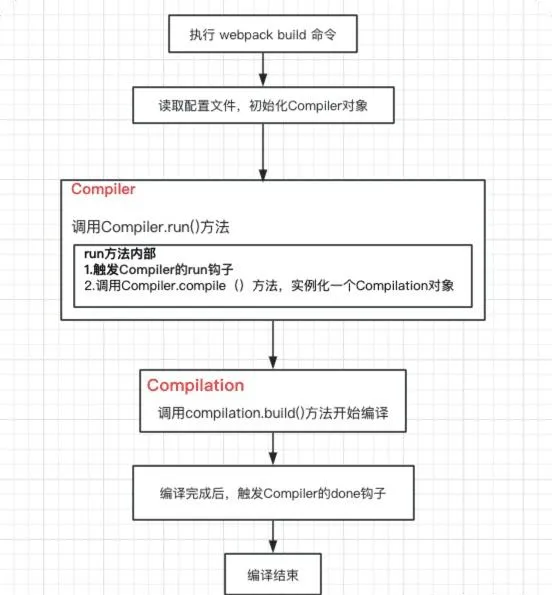 执行 webpack build 命令
读取配置文件，初始化Compiler对象
Compiler
调用Compiler.run()方法
run方法内部
1.触发Compiler的run钩子
2.调用Compiler.compile（）方法，实例化一个Compilation对象
Compilation
调用compilation.build()方法开始编译
编译完成后，触发Compiler的done钩子
编译结束